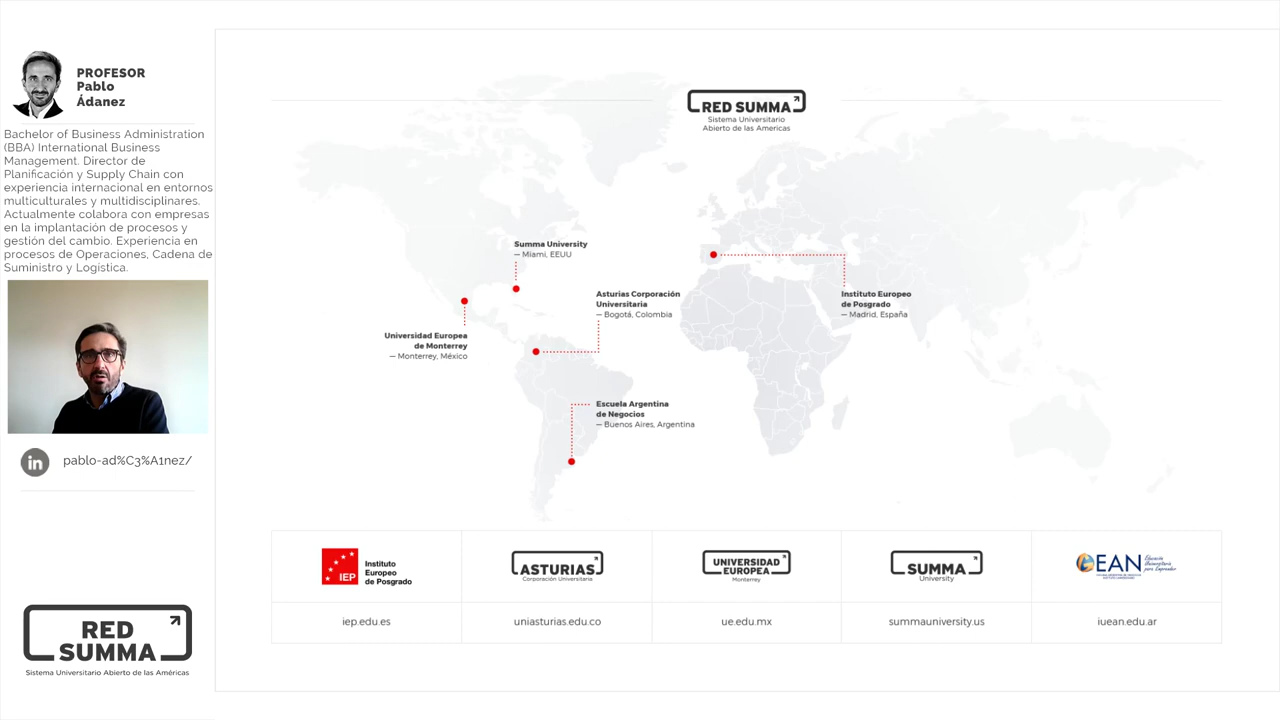 PROFESOR
Pablo
Ádanez
Bachelor of Business Administration
(BBA) International Business
Management. Director de
Planificación y Supply Chain con
experiencia internacional en entornos
multiculturales y multidisciplinares.
Actualmente colabora con empresas
en la implantación de procesos y
gestión del cambio. Experiencia en
procesos de Operaciones, Cadena de
Suministro y Logística.
in
pablo-ad%C3%A1nez/
RED
SUMMA
Sistema Universitario Abierto de las Américas
RED SUMMA
Sistema Universitario
Abierto de las Américas
Summa University
— Miami, EEUU
Asturias Corporación
Universitaria
— Bogotá, Colombia
Instituto Europeo
de Posgrado
— Madrid, España
Universidad Europea
de Monterrey
— Monterrey, México
Escuela Argentina
de Negocios
— Buenos Aires, Argentina
IEP
Instituto
Europeo
de Posgrado
ASTURIAS
Corporación Universitaria
UNIVERSIDAD
EUROPEA
Monterrey
SUMMA
University
EAN
Educación
Universitaria
para Emprender
iep.edu.es
uniasturias.edu.co
ue.edu.mx
summauniversity.us
iuean.edu.ar